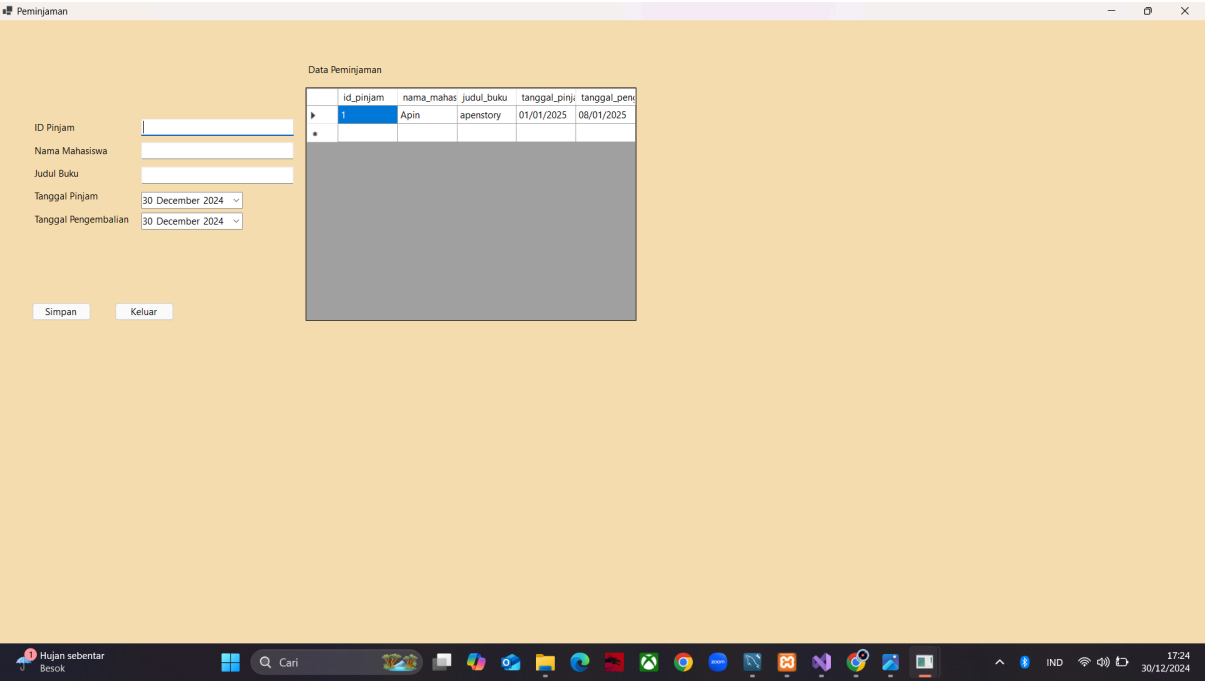 Peminjaman
Data Peminjaman
id_pinjam nama_mahas judul_buku tanggal_pinja tanggal_peng
1 Apin apenstory 01/01/2025 08/01/2025
ID Pinjam
Nama Mahasiswa
Judul Buku
Tanggal Pinjam 30 December 2024
Tanggal Pengembalian 30 December 2024
Simpan Keluar
1 Hujan sebentar
Besok
Cari
zoom
IND
17:24
30/12/2024